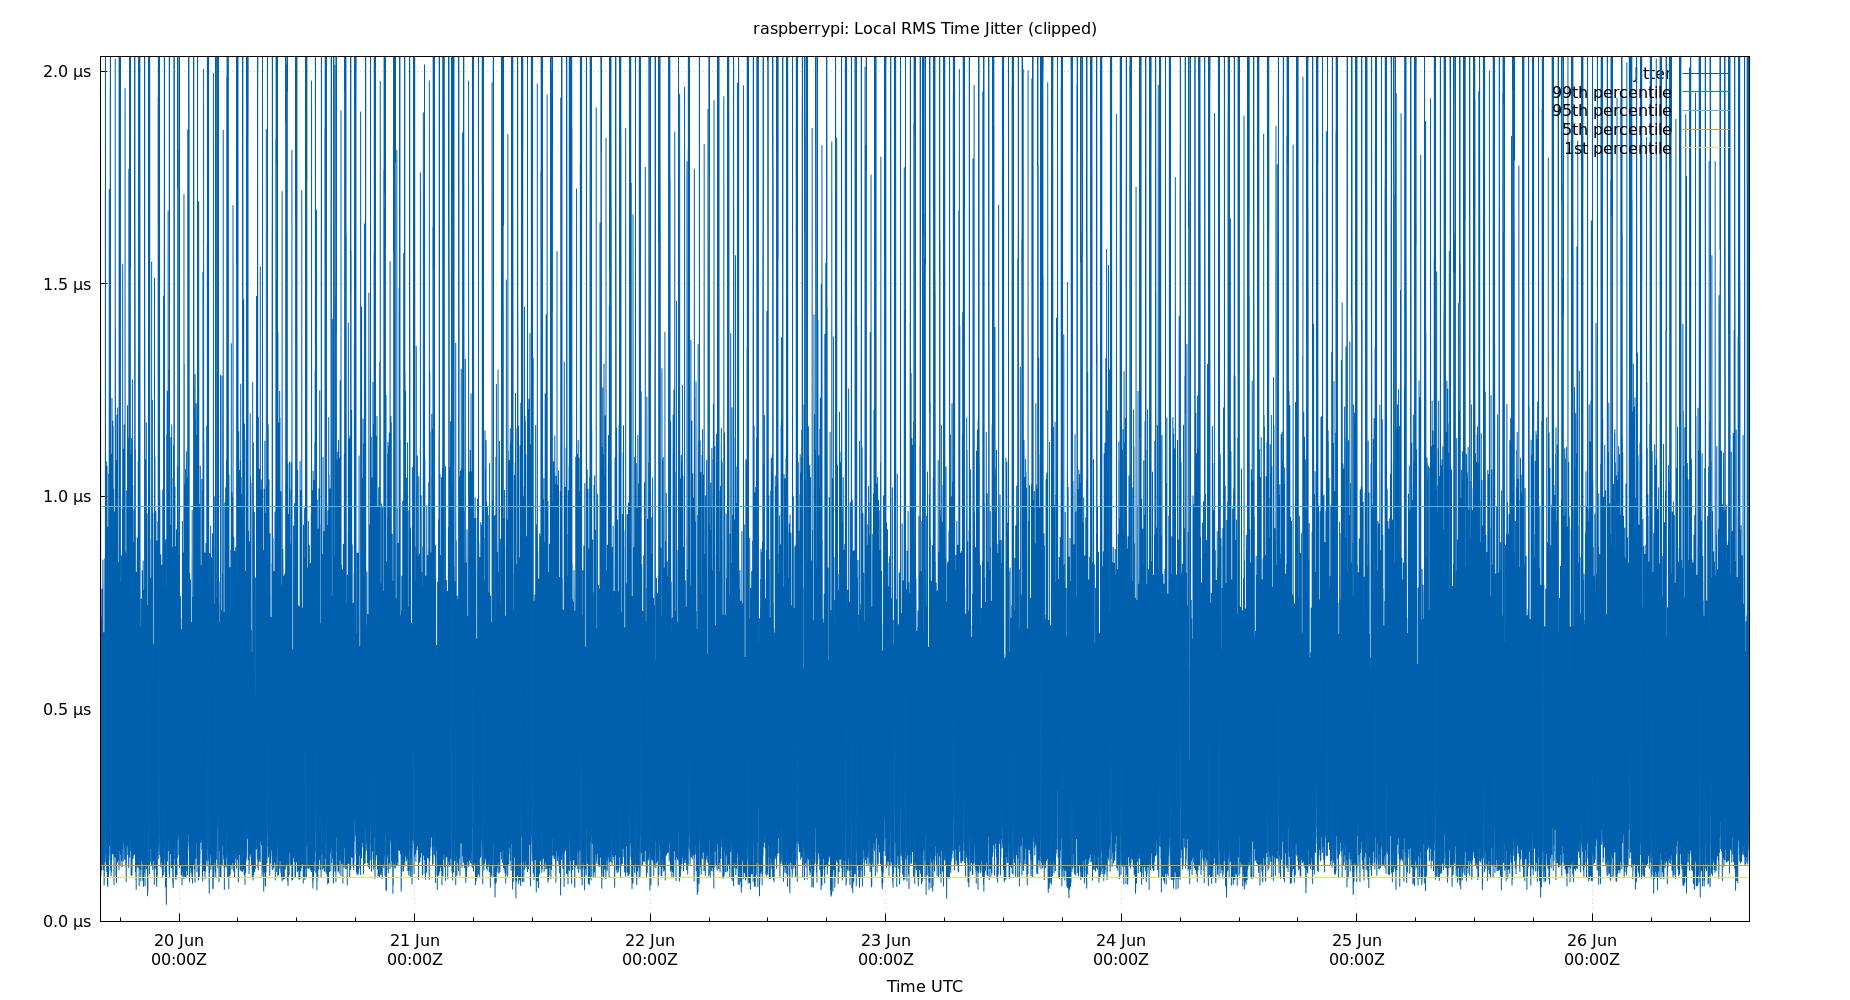 raspberrypi: Local RMS Time Jitter (clipped)
2.0 µs
1.5 µs
1.0 µs
0.5 µs
0.0 µs
jitter
99th percentile
95th percentile
5th percentile
1st percentile
20 Jun
00:00Z
21 Jun
00:00Z
22 Jun
00:00Z
23 Jun
00:00Z
24 Jun
00:00Z
25 Jun
00:00Z
26 Jun
00:00Z
Time UTC